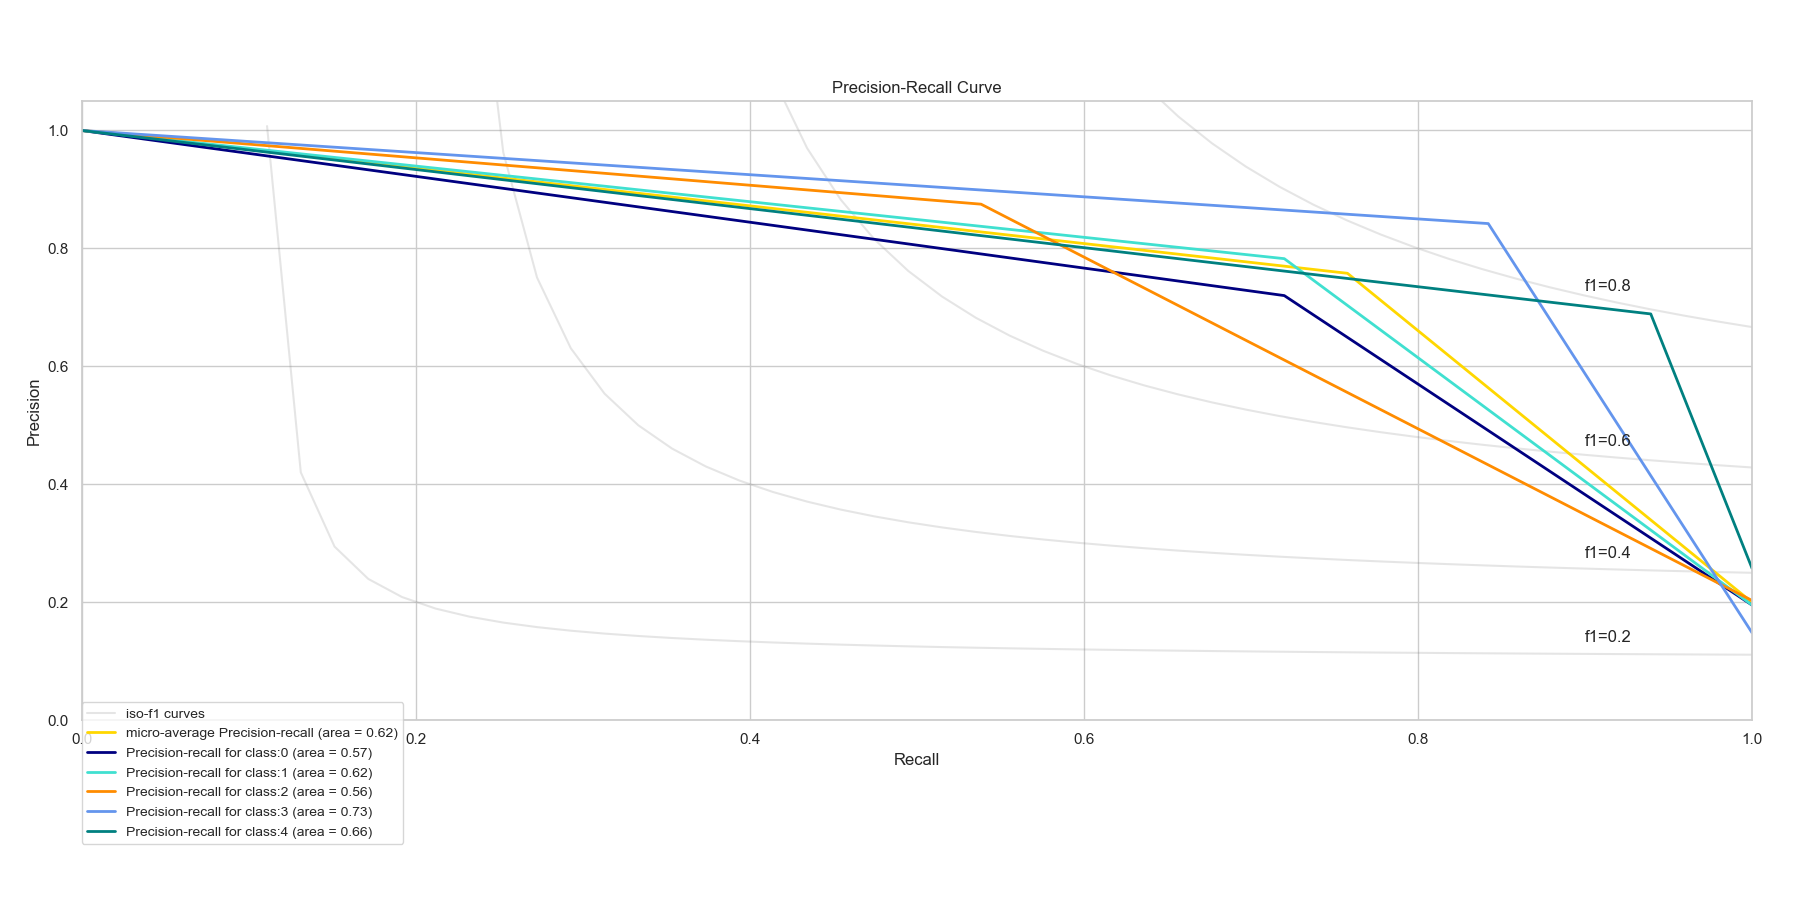 Precision-Recall Curve
1.0
0.8
0.6
0.4
0.2
0.0
Precision
f1=0.8
f1=0.6
f1=0.4
f1=0.2
0.0 0.2 0.4 0.6 0.8 1.0
Recall
iso-f1 curves
micro-average Precision-recall (area = 0.62)
Precision-recall for class:0 (area = 0.57)
Precision-recall for class:1 (area = 0.62)
Precision-recall for class:2 (area = 0.56)
Precision-recall for class:3 (area = 0.73)
Precision-recall for class:4 (area = 0.66)